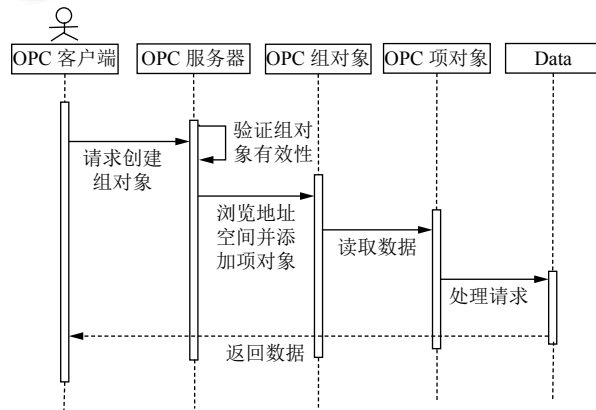 OPC 客户端
OPC 服务器
OPC 组对象
OPC 项对象
Data
验证组对
象有效性
请求创建
组对象
浏览地址
空间并添
加项对象
读取数据
处理请求
返回数据